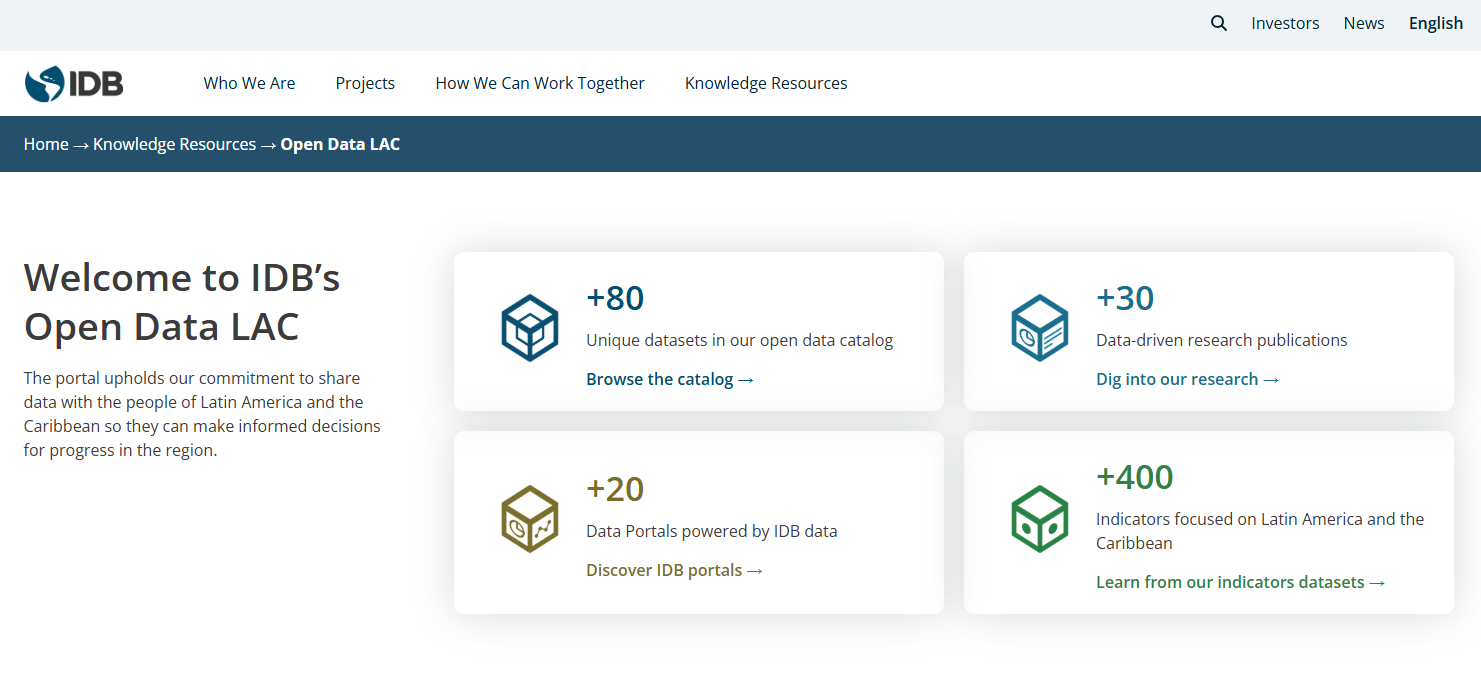 Investors News English
IDB
Who We Are Projects How We Can Work Together Knowledge Resources
Home → Knowledge Resources → Open Data LAC
Welcome to IDB’s
Open Data LAC
The portal upholds our commitment to share
data with the people of Latin America and the
Caribbean so they can make informed decisions
for progress in the region.
+80
Unique datasets in our open data catalog
Browse the catalog →
+30
Data-driven research publications
Dig into our research →
+20
Data Portals powered by IDB data
Discover IDB portals →
+400
Indicators focused on Latin America and the
Caribbean
Learn from our indicators datasets →